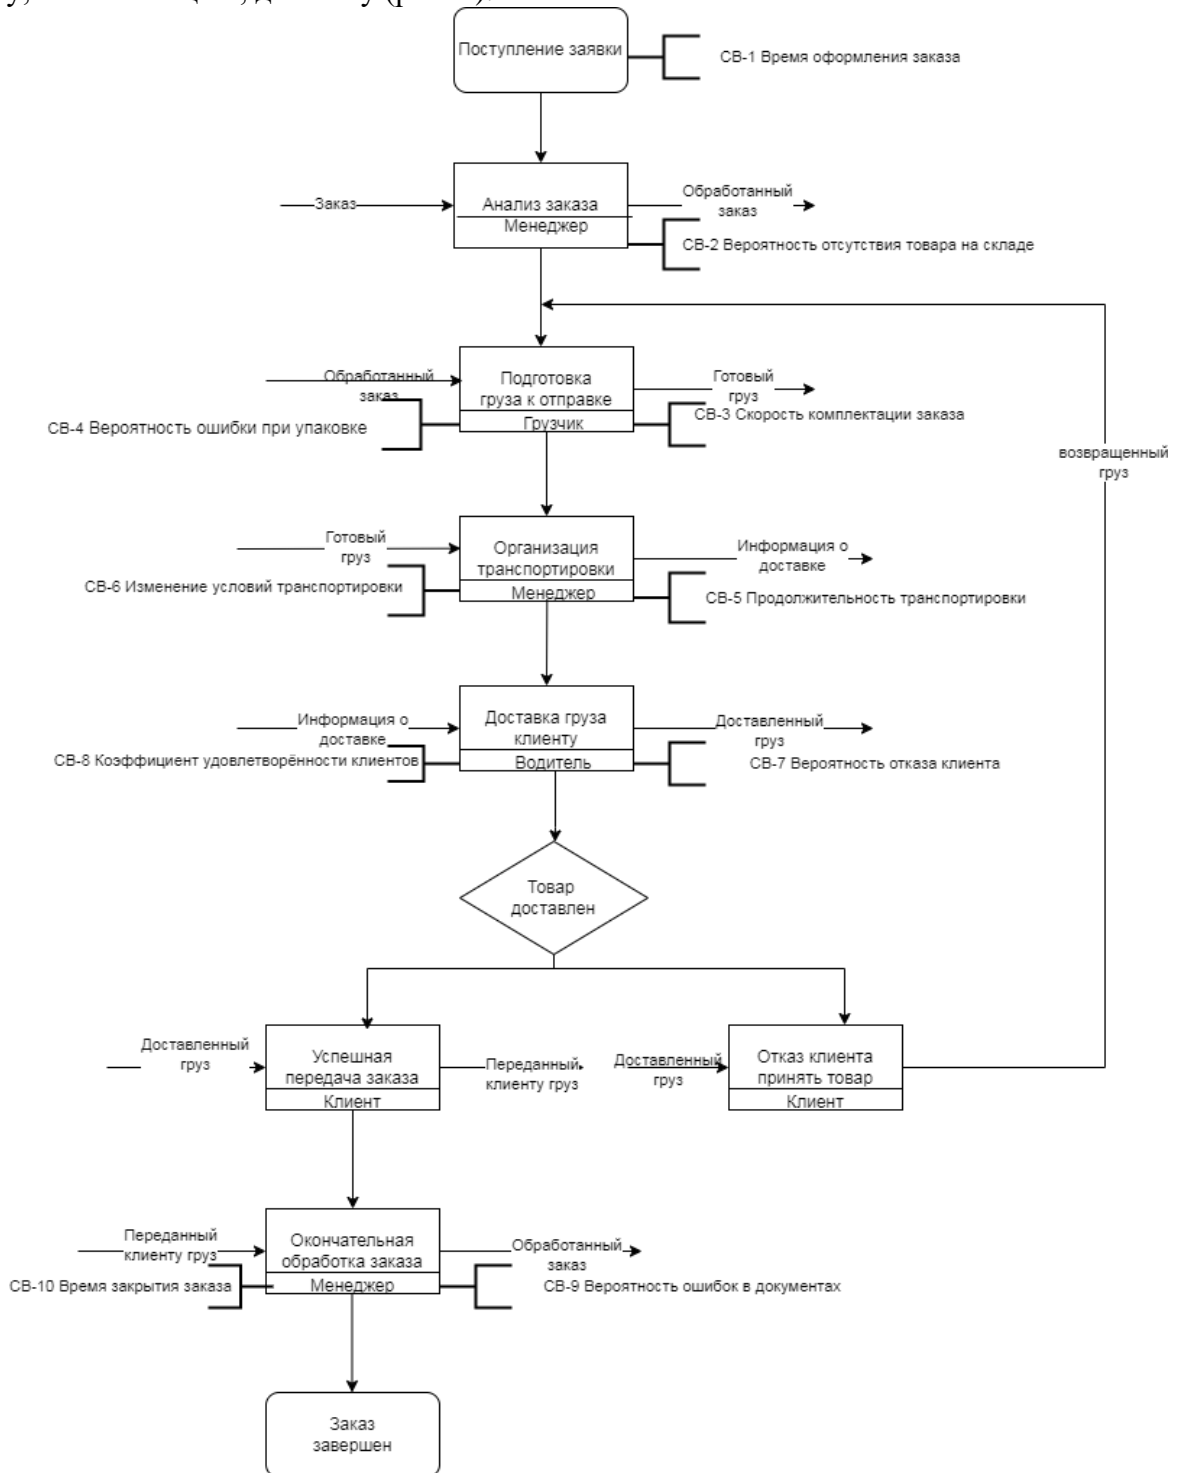 Поступление заявки
СВ-1 Время оформления заказа
Заказ
Анализ заказа
Менеджер
Обработанный
заказ
СВ-2 Вероятность отсутствия товара на складе
Обработанный
заказ
Подготовка
груза к отправке
Грузчик
Готовый
груз
СВ-3 Скорость комплектации заказа
СВ-4 Вероятность ошибки при упаковке
возвращенный
груз
Готовый
груз
Организация
транспортировки
Менеджер
Информация о
доставке
СВ-6 Изменение условий транспортировки
СВ-5 Продолжительность транспортировки
Информация о
доставке
Доставка груза
клиенту
Водитель
Доставленный
груз
СВ-8 Коэффициент удовлетворённости клиентов
СВ-7 Вероятность отказа клиента
Товар
доставлен
Доставленный
груз
Успешная
передача заказа
Клиент
Переданный
клиенту груз
Доставленный
груз
Отказ клиента
принять товар
Клиент
Переданный
клиенту груз
Окончательная
обработка заказа
Менеджер
Обработанный
заказ
СВ-10 Время закрытия заказа
СВ-9 Вероятность ошибок в документах
Заказ
завершен